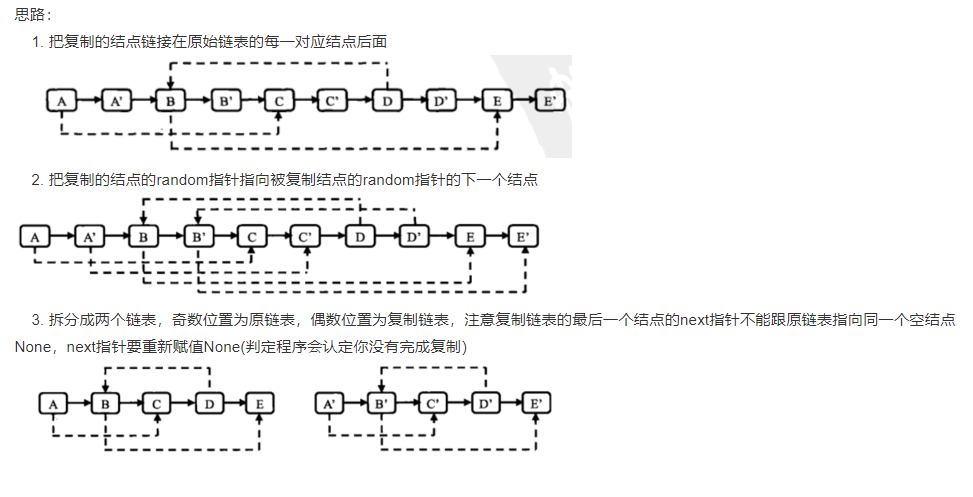 思路：
1. 把复制的结点链接在原始链表的每一对应结点后面
A A' B B' C C' D D' E E'
2. 把复制的结点的random指针指向被复制结点的random指针的下一个结点
A A' B B' C C' D D' E E'
3. 拆分成两个链表，奇数位置为原链表，偶数位置为复制链表，注意复制链表的最后一个结点的next指针不能跟原链表指向同一个空结点
None，next指针要重新赋值None(判定程序会认定你没有完成复制)
A B C D E A' B' C' D' E'